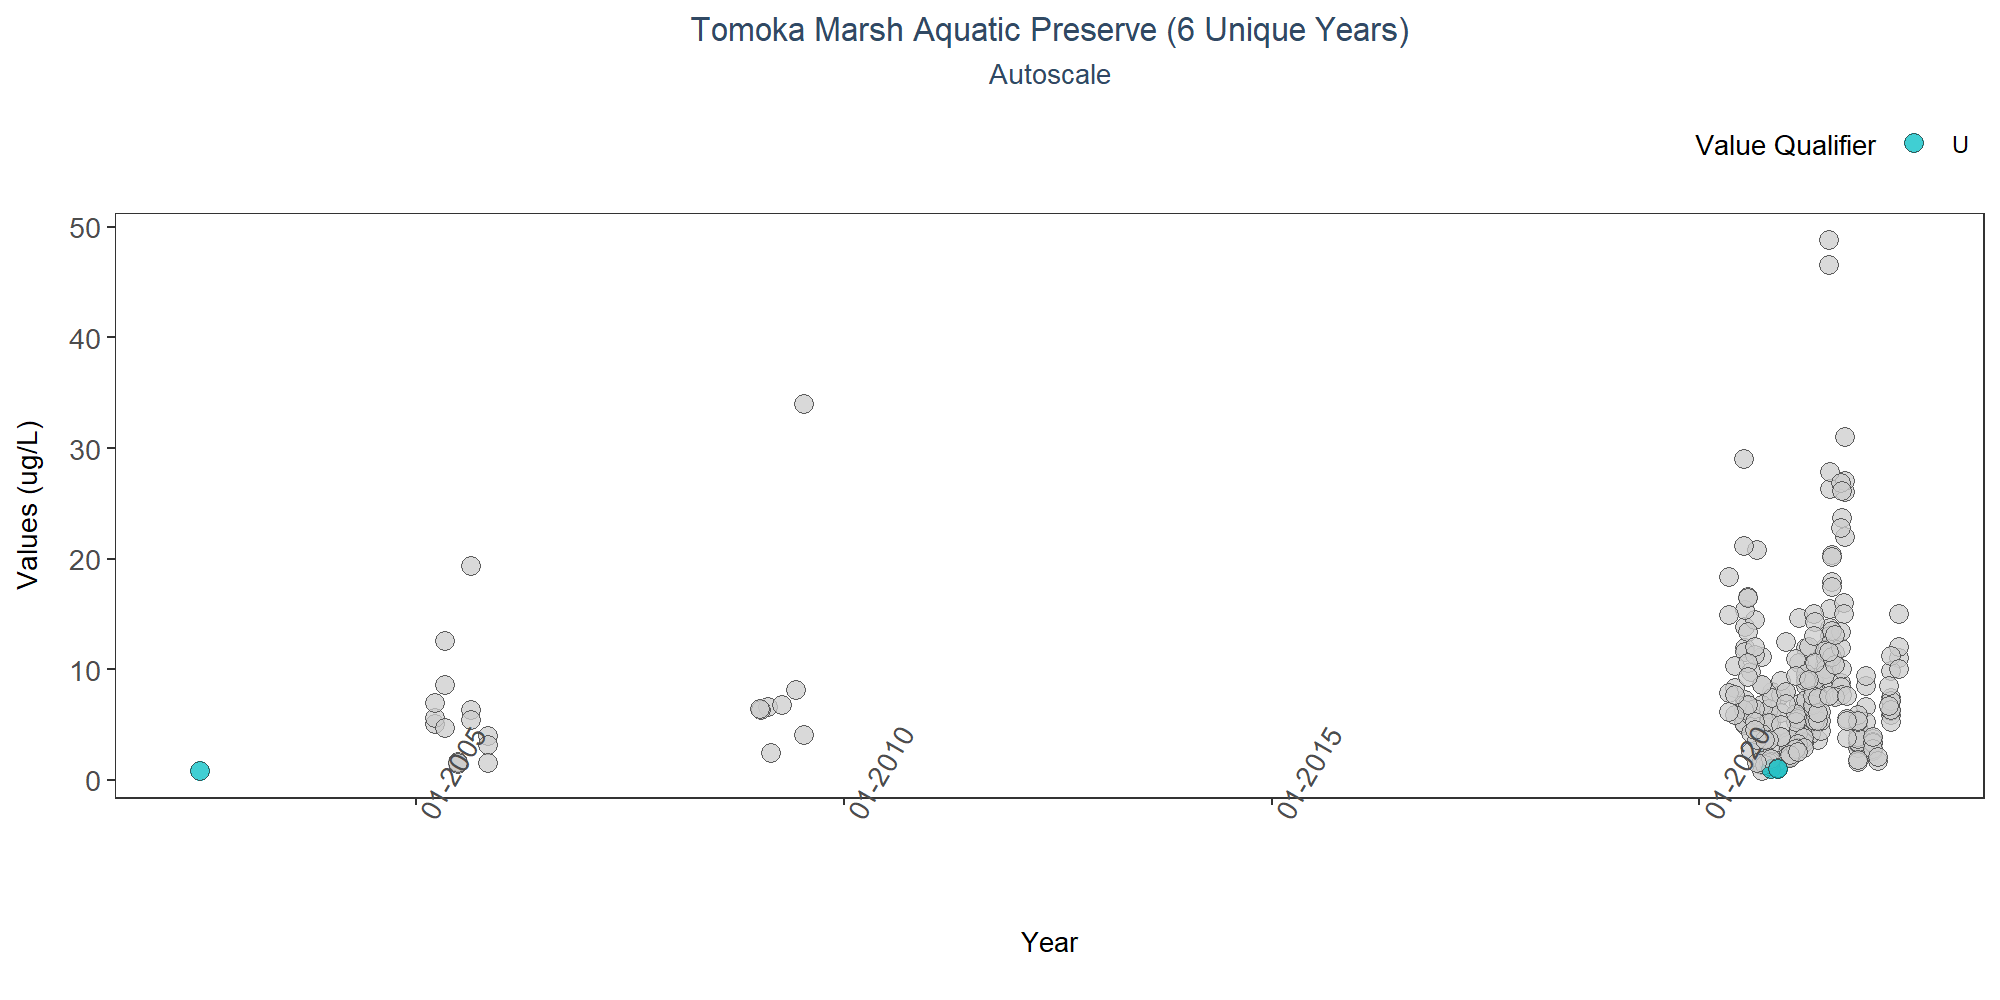 Tomoka Marsh Aquatic Preserve (6 Unique Years)
Autoscale
Value Qualifier U
50
40
30
20
10
0
Values (ug/L)
01-2005
01-2010
01-2015
01-2020
Year